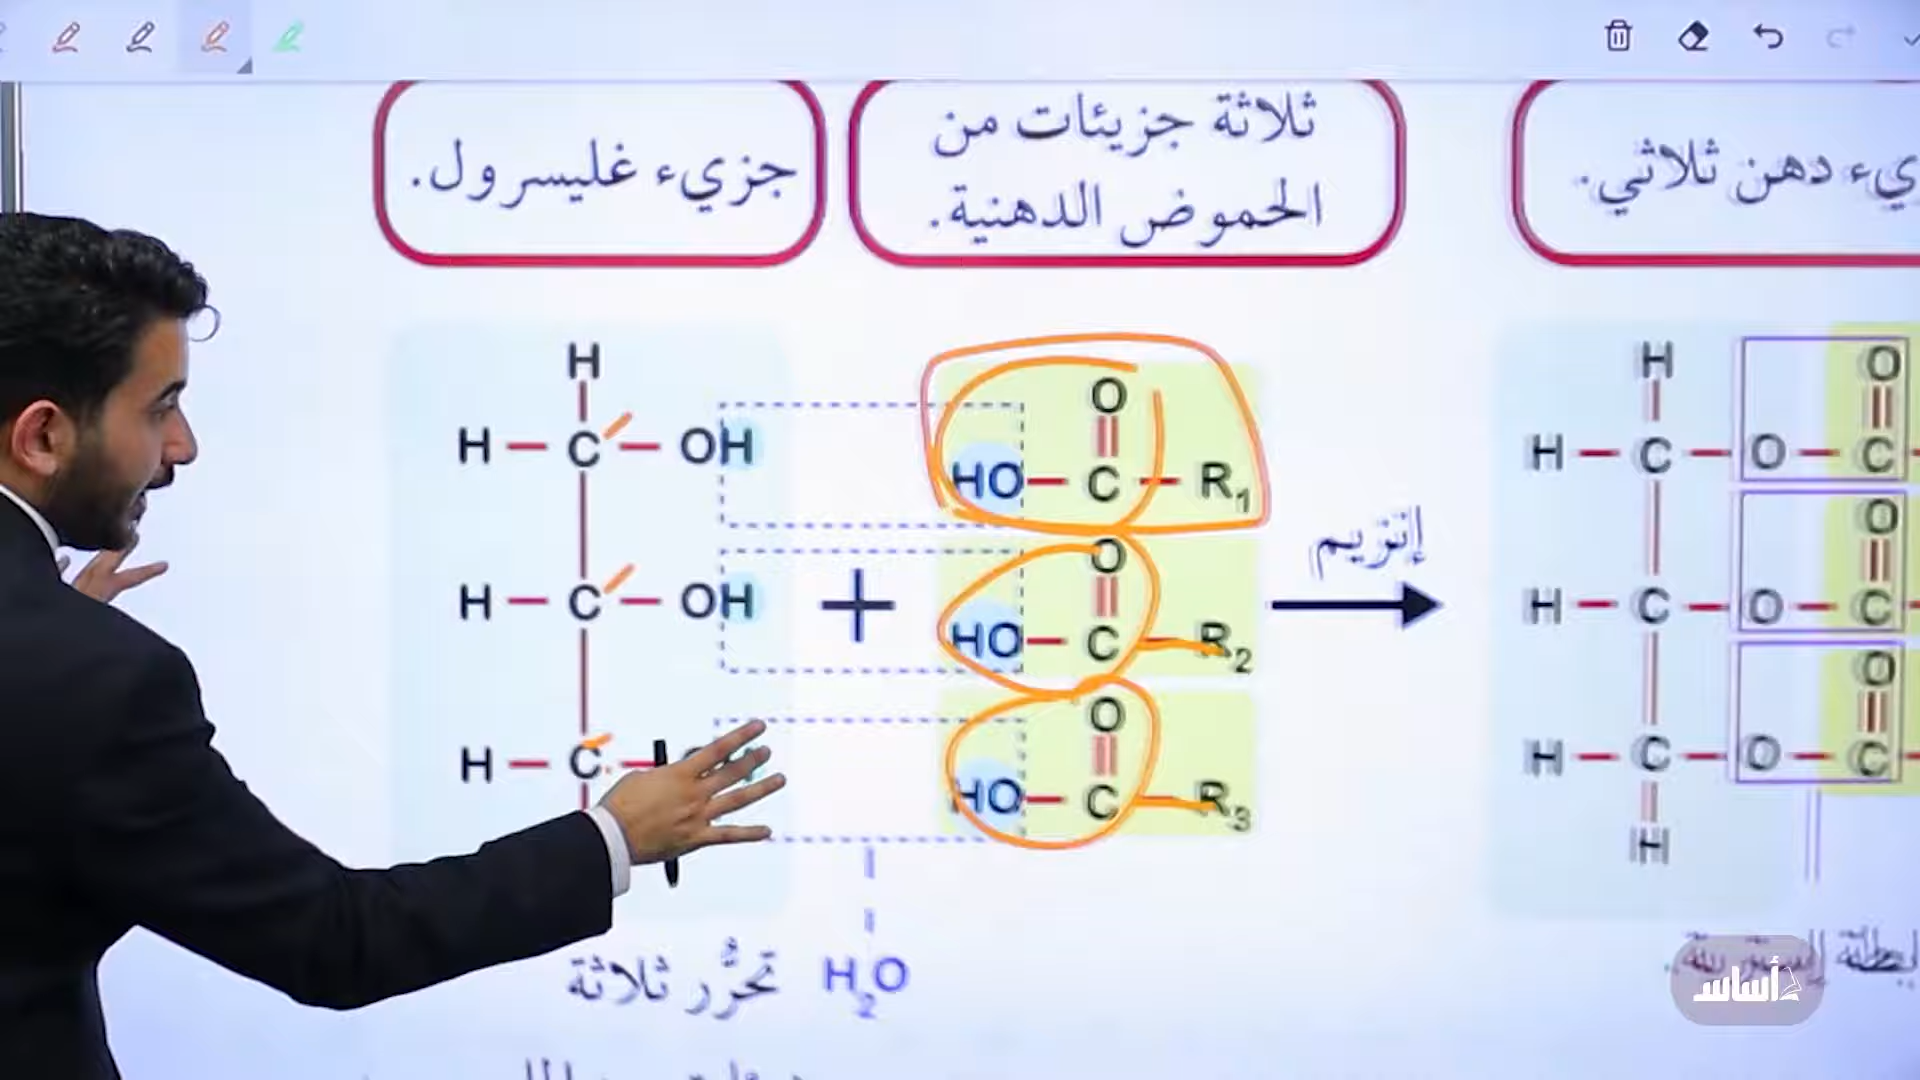 ثلاثة جزيئات من
الحموض الدهنية.
جزيء غليسرول.
يء دهن ثلاثي.
H
H C OH
H C OH
H C
+
O
HO C R1
O
HO C R2
O
HO C R3
إنزيم
H O
H C O C
O
H C O C
O
H C O C
H
تحرُّر ثلاثة H2O
أساس